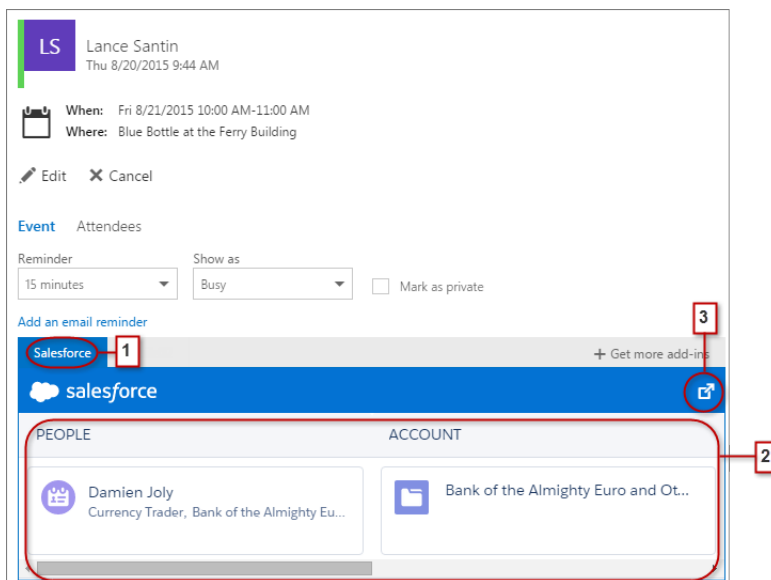 LS
Lance Santin
Thu 8/20/2015 9:44 AM
When: Fri 8/21/2015 10:00 AM-11:00 AM
Where: Blue Bottle at the Ferry Building
Edit Cancel
Event Attendees
Reminder Show as
15 minutes Busy Mark as private
Add an email reminder
3
Salesforce 1 + Get more add-ins
salesforce
PEOPLE ACCOUNT
2
Damien Joly Bank of the Almighty Euro and Ot...
Currency Trader, Bank of the Almighty Eu...